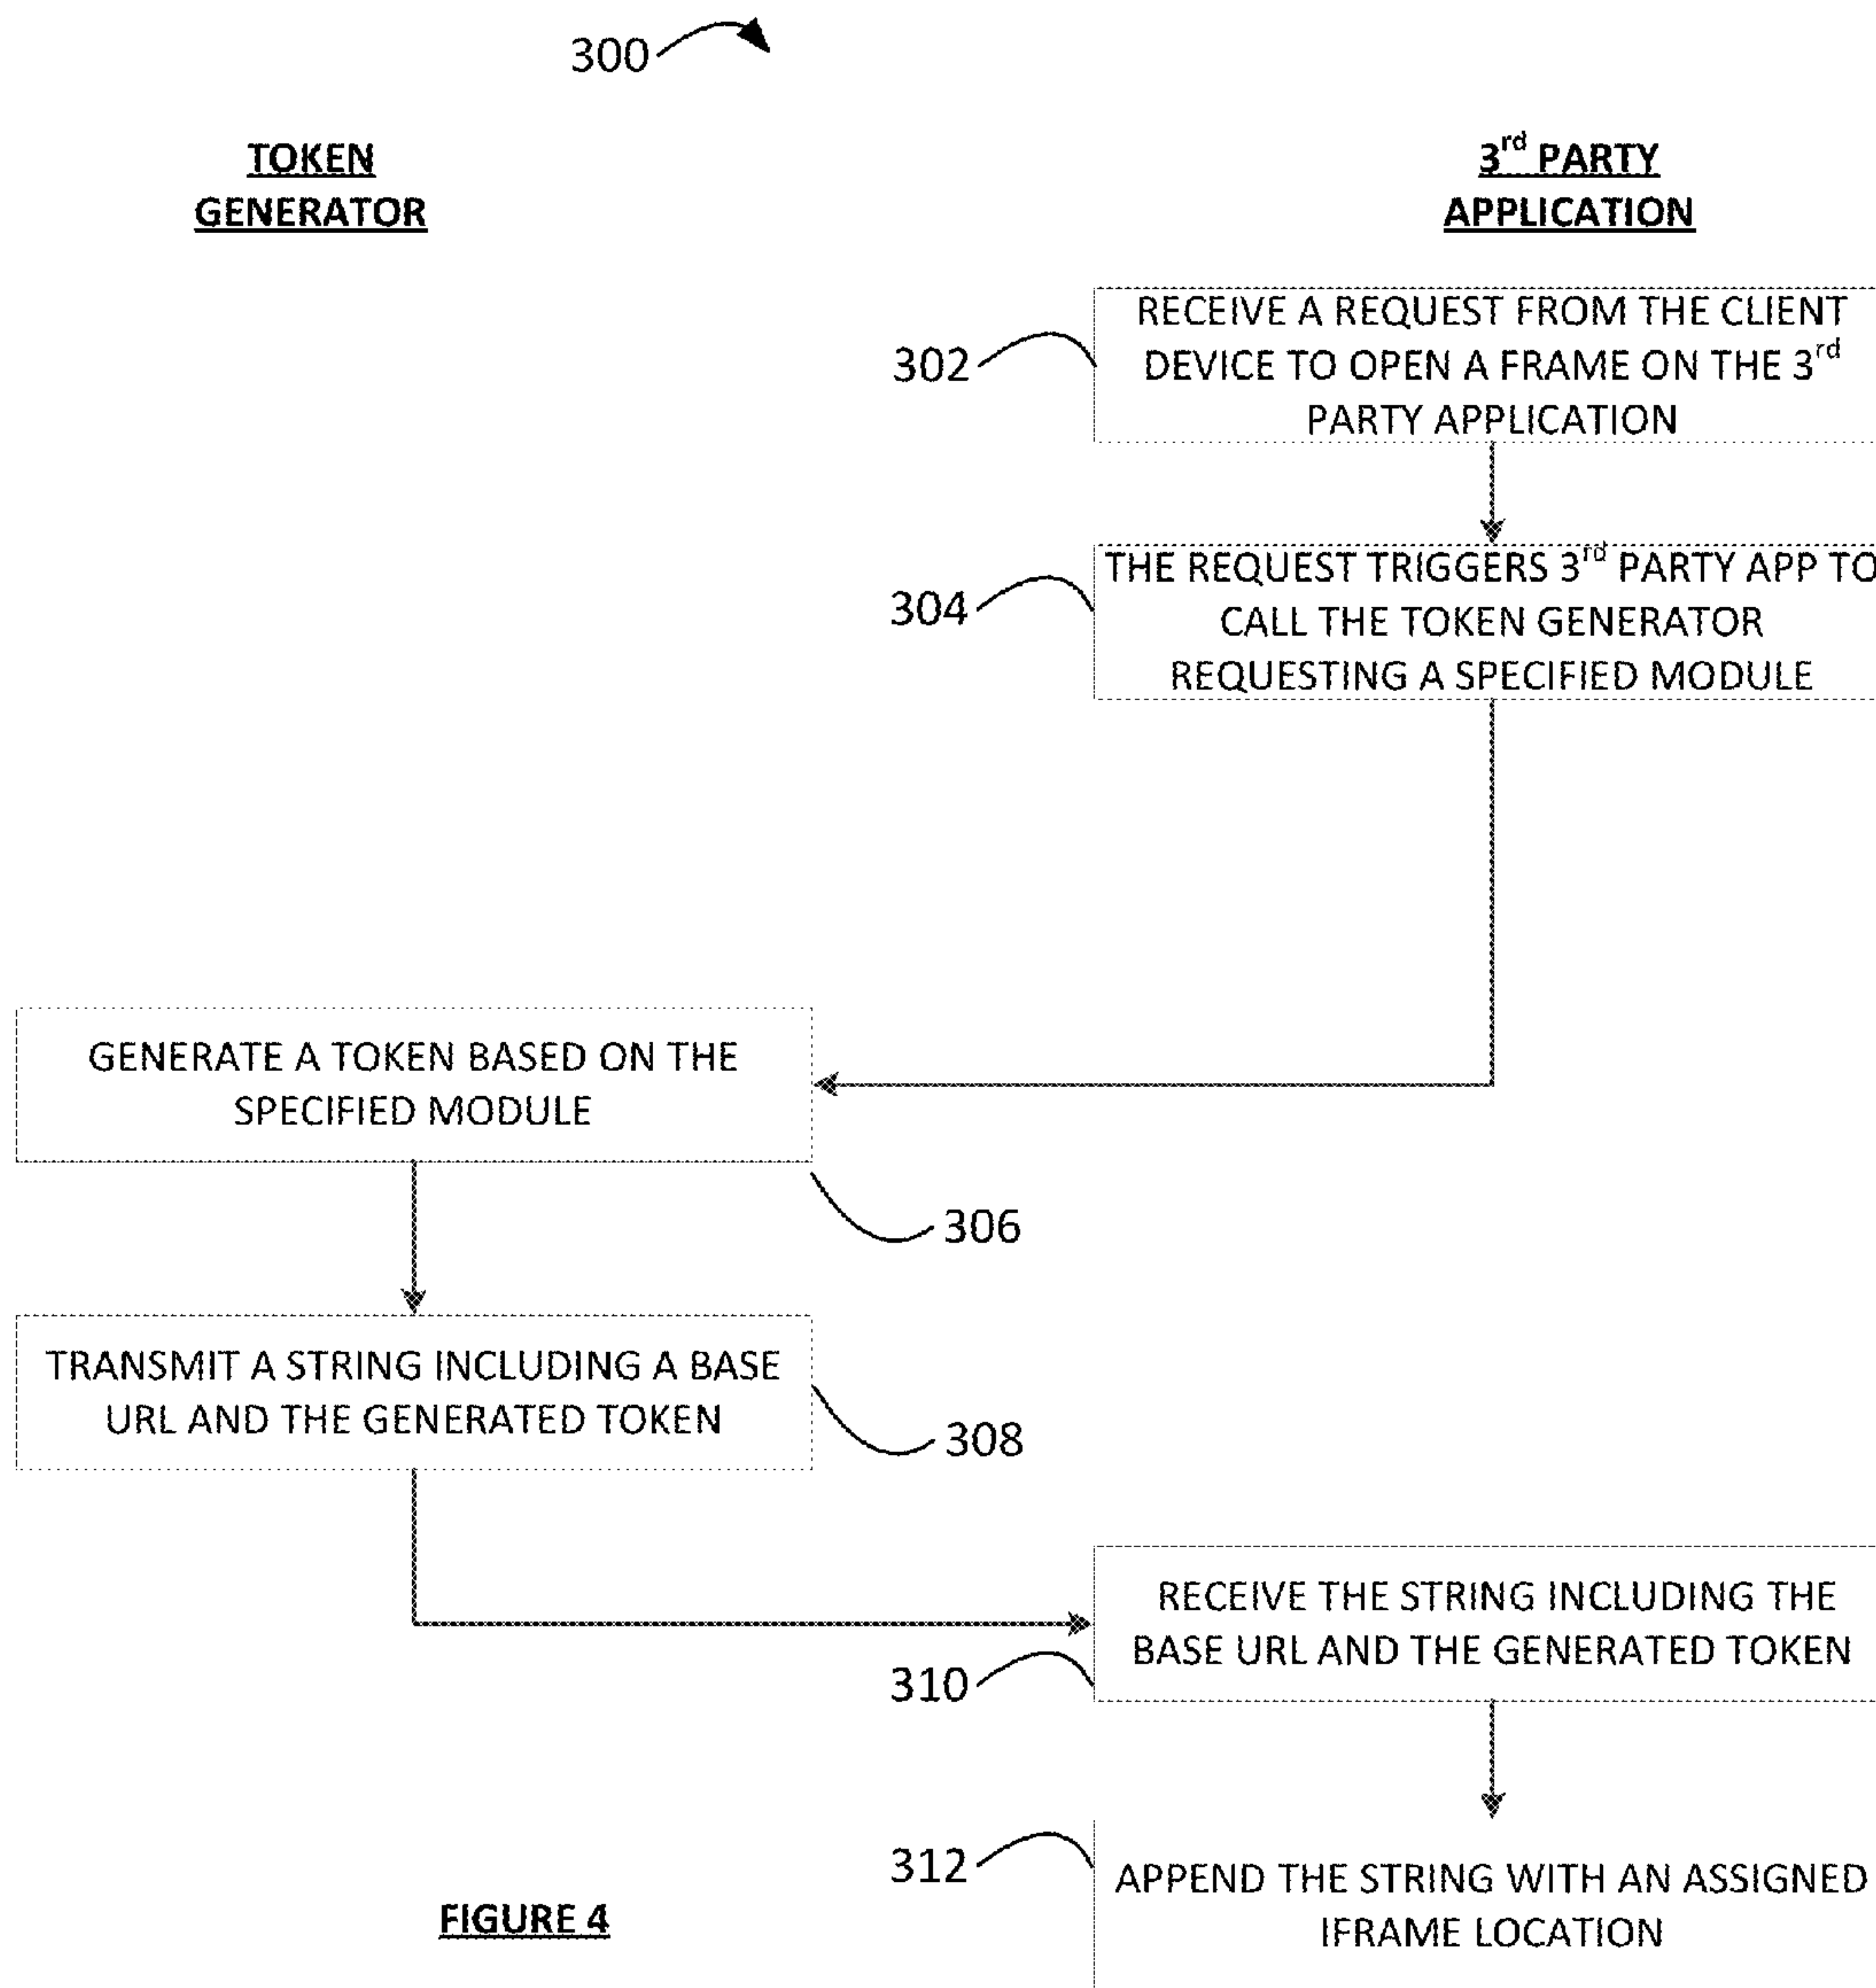 300
TOKEN
GENERATOR
3rd PARTY
APPLICATION
302
RECEIVE A REQUEST FROM THE CLIENT
DEVICE TO OPEN A FRAME ON THE 3rd
PARTY APPLICATION
304
THE REQUEST TRIGGERS 3rd PARTY APP TO
CALL THE TOKEN GENERATOR
REQUESTING A SPECIFIED MODULE
GENERATE A TOKEN BASED ON THE
SPECIFIED MODULE
306
TRANSMIT A STRING INCLUDING A BASE
URL AND THE GENERATED TOKEN
308
RECEIVE THE STRING INCLUDING THE
BASE URL AND THE GENERATED TOKEN
310
312
APPEND THE STRING WITH AN ASSIGNED
IFRAME LOCATION
FIGURE 4